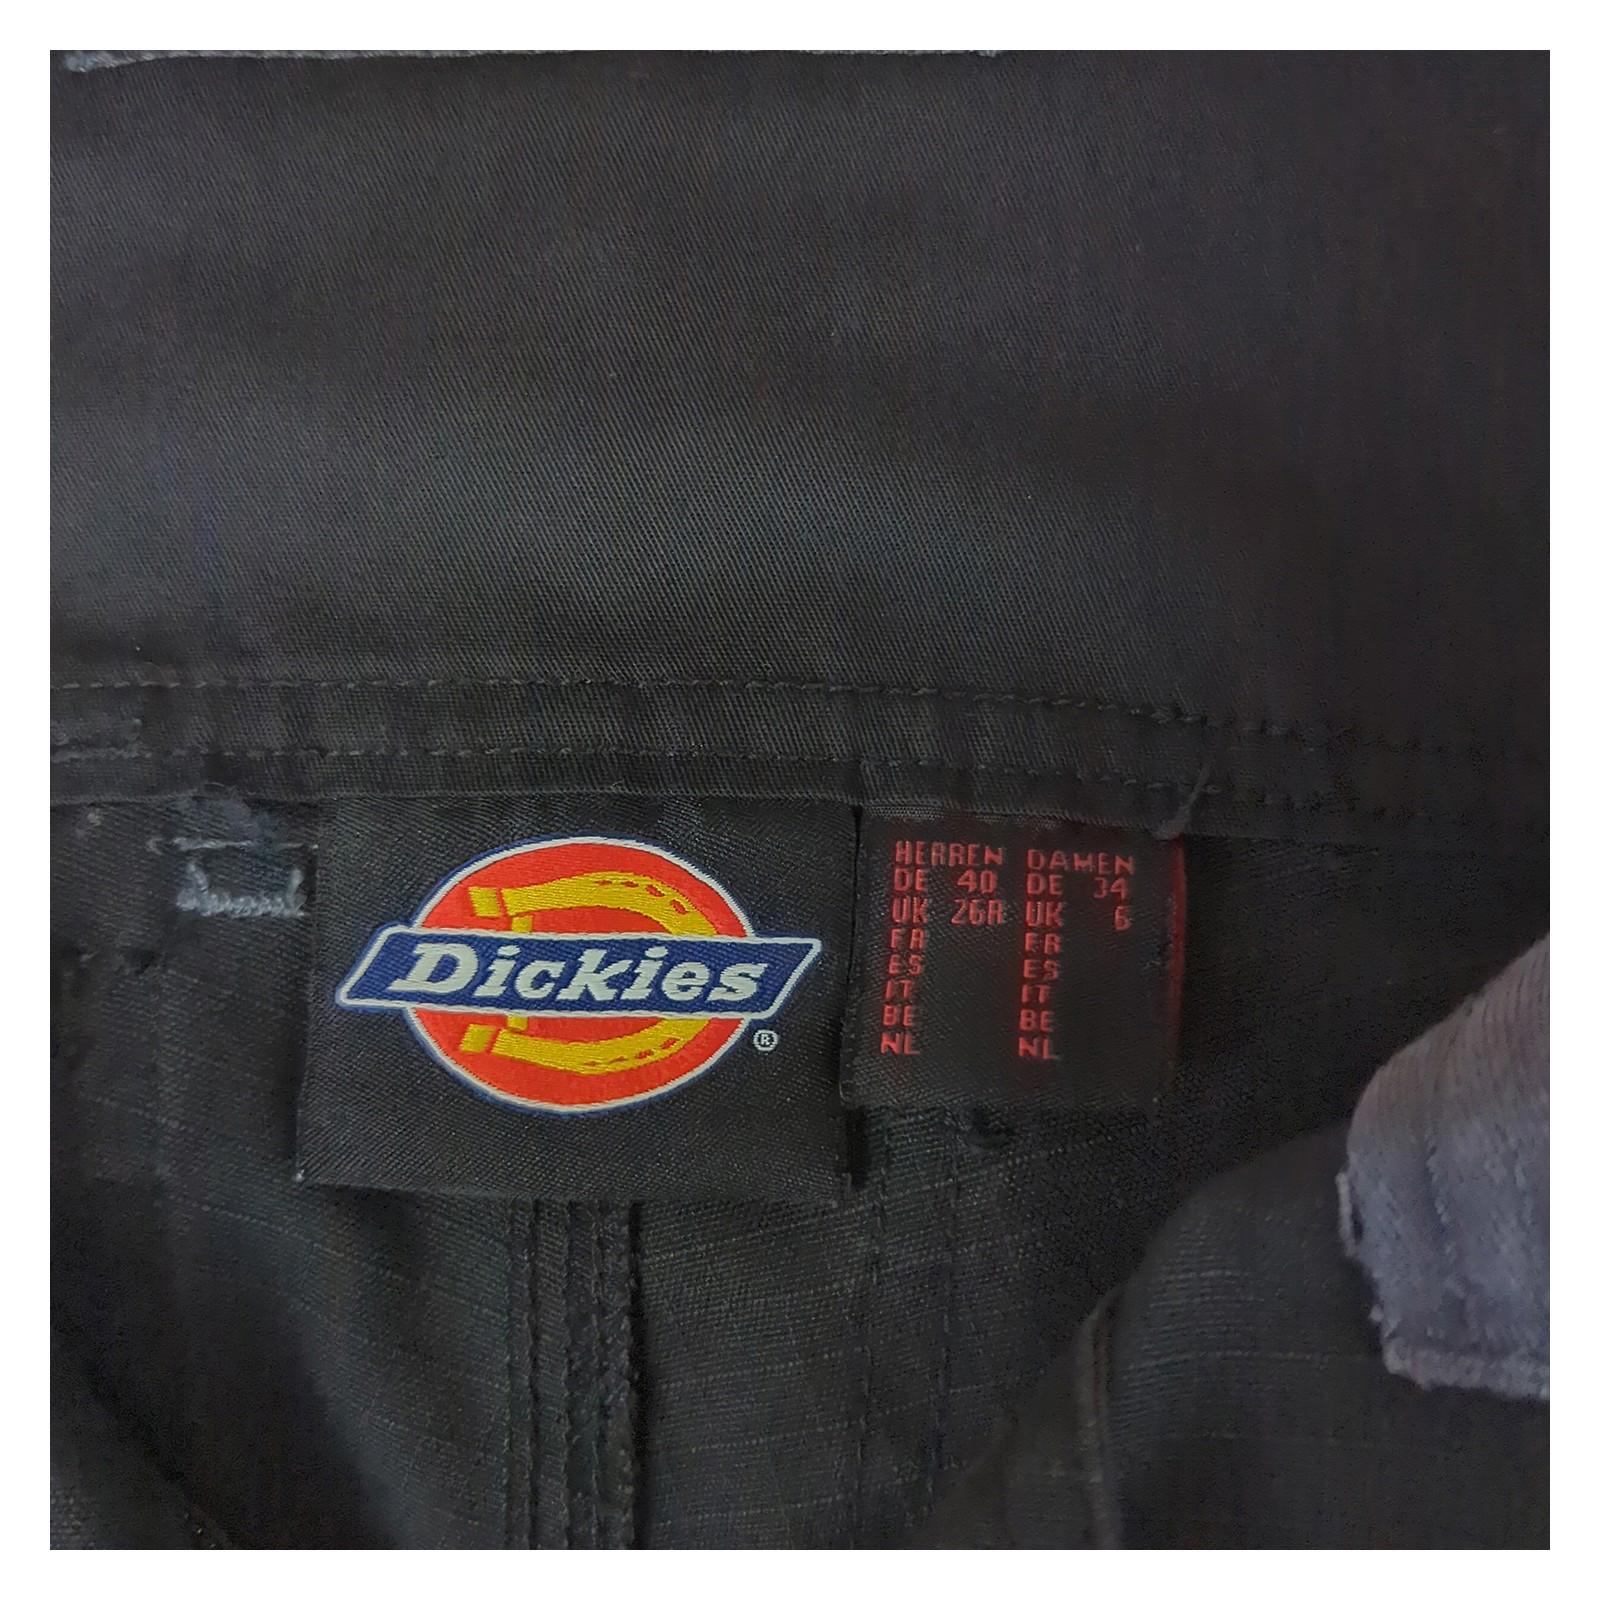 Dickies
®
HERREN DAMEN
DE 40 DE 34
UK 26R UK 6
FR FR
ES ES
IT IT
BE BE
NL NL